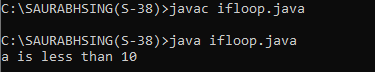 C:\SAURABHSING(S-38)>javac ifloop.java
C:\SAURABHSING(S-38)>java ifloop.java
a is less than 10